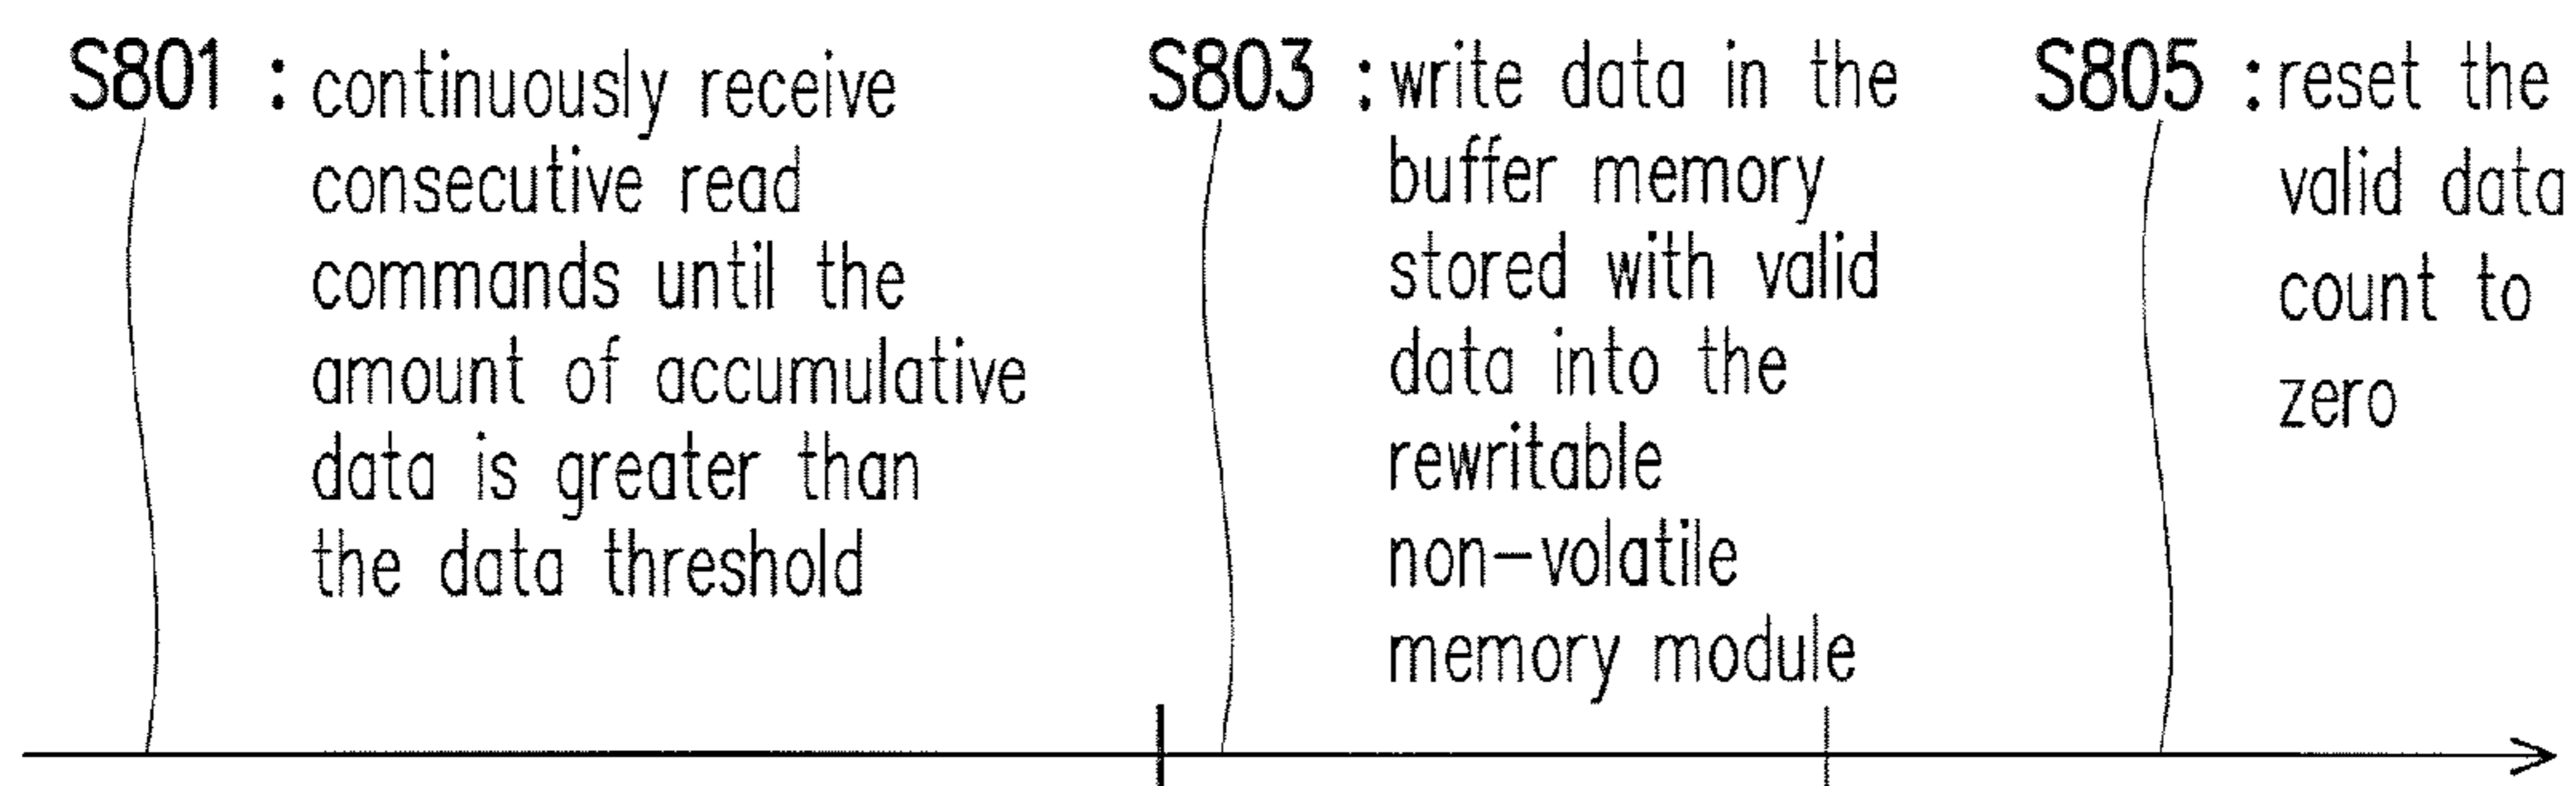 S801 : continuously receive
consecutive read
commands until the
amount of accumulative
data is greater than
the data threshold
S803 : write data in the
buffer memory
stored with valid
data into the
rewritable
non-volatile
memory module
S805 : reset the
valid data
count to
zero